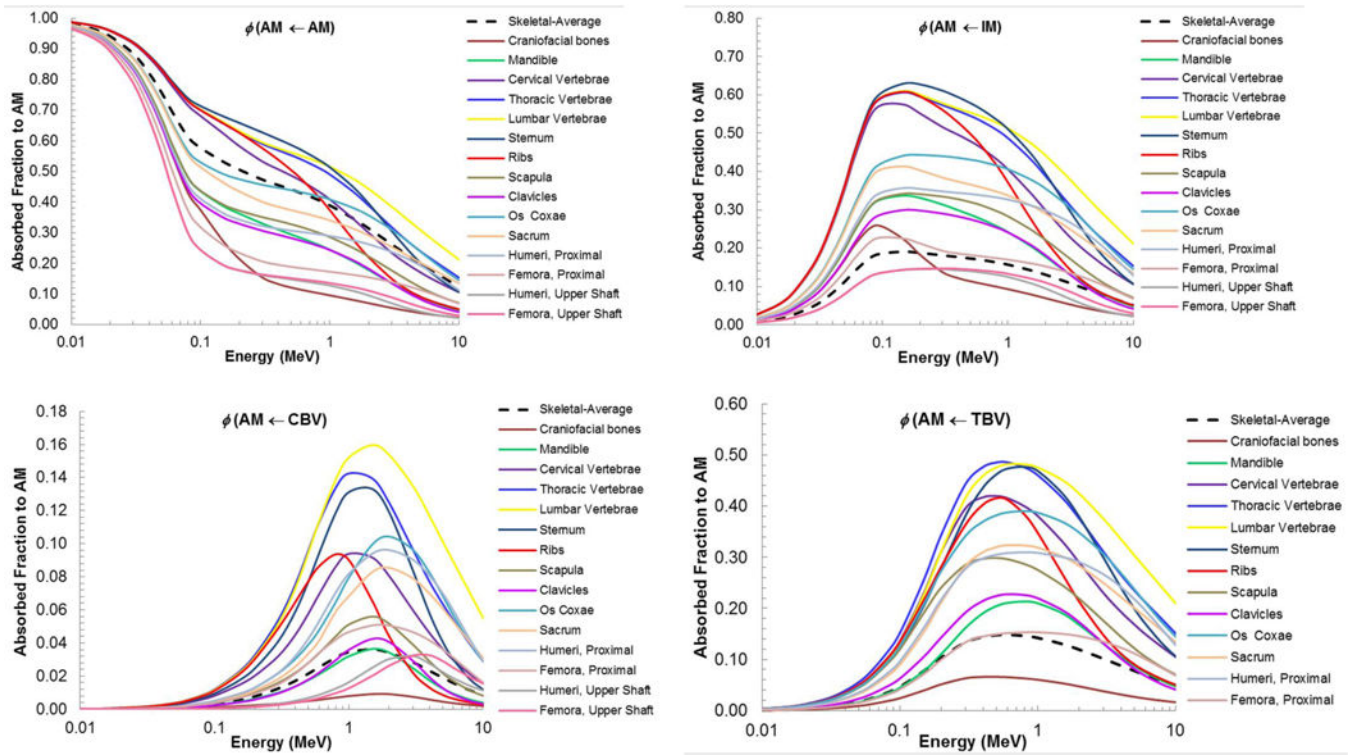 ϕ(AM ← AM)
Absorbed Fraction to AM
1.00
0.90
0.80
0.70
0.60
0.50
0.40
0.30
0.20
0.10
0.00
0.01
0.1
1
10
Energy (MeV)
Skeletal-Average
Craniofacial bones
Mandible
Cervical Vertebrae
Thoracic Vertebrae
Lumbar Vertebrae
Sternum
Ribs
Scapula
Clavicles
Os Coxae
Sacrum
Humeri, Proximal
Femora, Proximal
Humeri, Upper Shaft
Femora, Upper Shaft
ϕ(AM ← IM)
Absorbed Fraction to AM
0.80
0.70
0.60
0.50
0.40
0.30
0.20
0.10
0.00
0.01
0.1
1
10
Energy (MeV)
Skeletal-Average
Craniofacial bones
Mandible
Cervical Vertebrae
Thoracic Vertebrae
Lumbar Vertebrae
Sternum
Ribs
Scapula
Clavicles
Os Coxae
Sacrum
Humeri, Proximal
Femora, Proximal
Humeri, Upper Shaft
Femora, Upper Shaft
ϕ(AM ← CBV)
Absorbed Fraction to AM
0.18
0.16
0.14
0.12
0.10
0.08
0.06
0.04
0.02
0.00
0.01
0.1
1
10
Energy (MeV)
Skeletal-Average
Craniofacial bones
Mandible
Cervical Vertebrae
Thoracic Vertebrae
Lumbar Vertebrae
Sternum
Ribs
Scapula
Clavicles
Os Coxae
Sacrum
Humeri, Proximal
Femora, Proximal
Humeri, Upper Shaft
Femora, Upper Shaft
ϕ(AM ← TBV)
Absorbed Fraction to AM
0.60
0.50
0.40
0.30
0.20
0.10
0.00
0.01
0.1
1
10
Energy (MeV)
Skeletal-Average
Craniofacial bones
Mandible
Cervical Vertebrae
Thoracic Vertebrae
Lumbar Vertebrae
Sternum
Ribs
Scapula
Clavicles
Os Coxae
Sacrum
Humeri, Proximal
Femora, Proximal